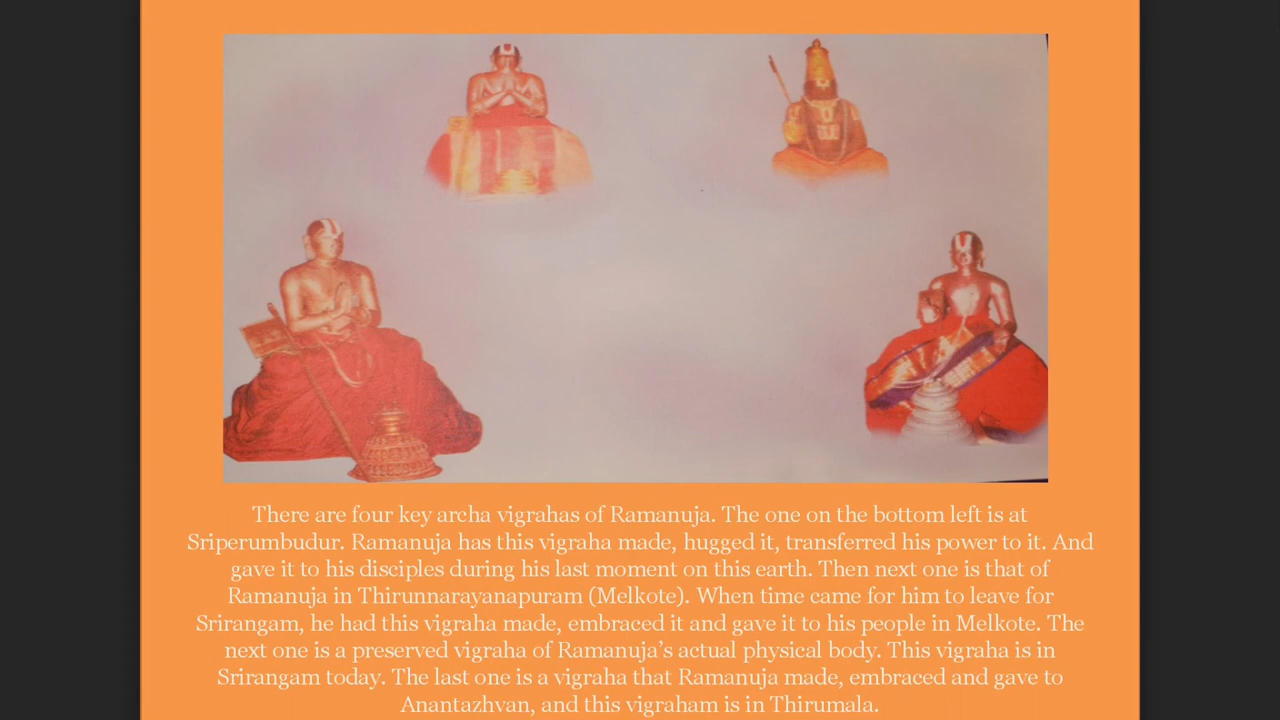 There are four key archa vigrahas of Ramanuja. The one on the bottom left is at
Sriperumbudur. Ramanuja has this vigraha made, hugged it, transferred his power to it. And
gave it to his disciples during his last moment on this earth. Then next one is that of
Ramanuja in Thirunnarayanapuram (Melkote). When time came for him to leave for
Srirangam, he had this vigraha made, embraced it and gave it to his people in Melkote. The
next one is a preserved vigraha of Ramanuja’s actual physical body. This vigraha is in
Srirangam today. The last one is a vigraha that Ramanuja made, embraced and gave to
Anantazhvan, and this vigraham is in Thirumala.